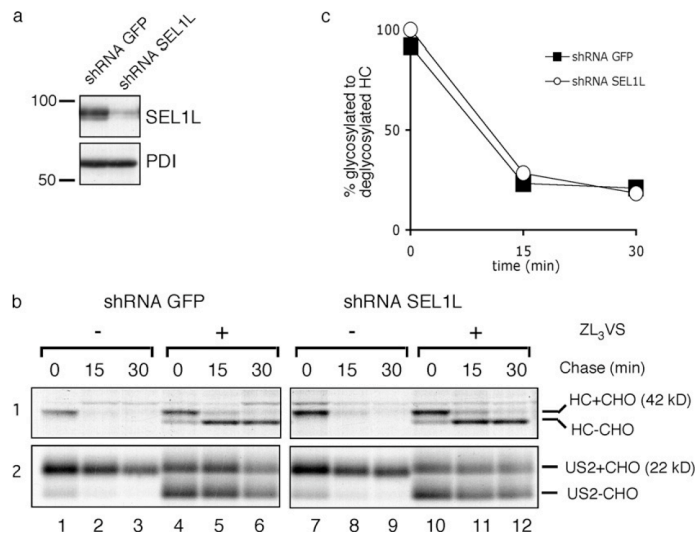 a
shRNA GFP
shRNA SEL1L
100
SEL1L
PDI
50
c
% glycosylated to
deglycosylated HC
100
50
0
0 15 30
time (min)
shRNA GFP
shRNA SEL1L
b
shRNA GFP shRNA SEL1L
- + - + ZL3VS
0 15 30 0 15 30 0 15 30 0 15 30 Chase (min)
1
HC+CHO (42 kD)
HC-CHO
2
US2+CHO (22 kD)
US2-CHO
1 2 3 4 5 6 7 8 9 10 11 12